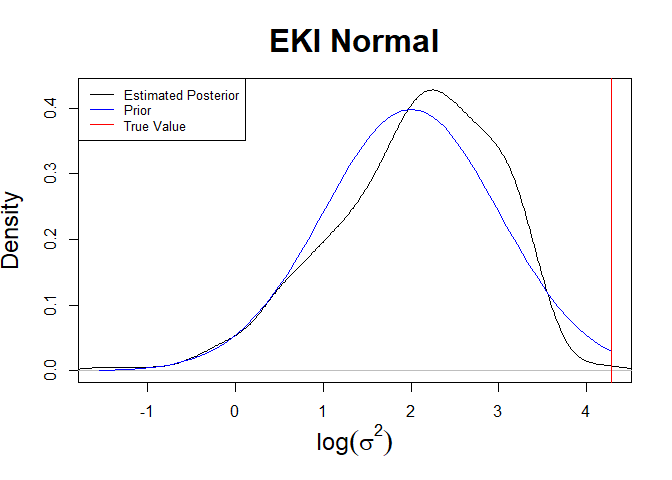 EKI Normal
Estimated Posterior
Prior
True Value
Density
0.0
0.1
0.2
0.3
0.4
-1
0
1
2
3
4
log(σ²)